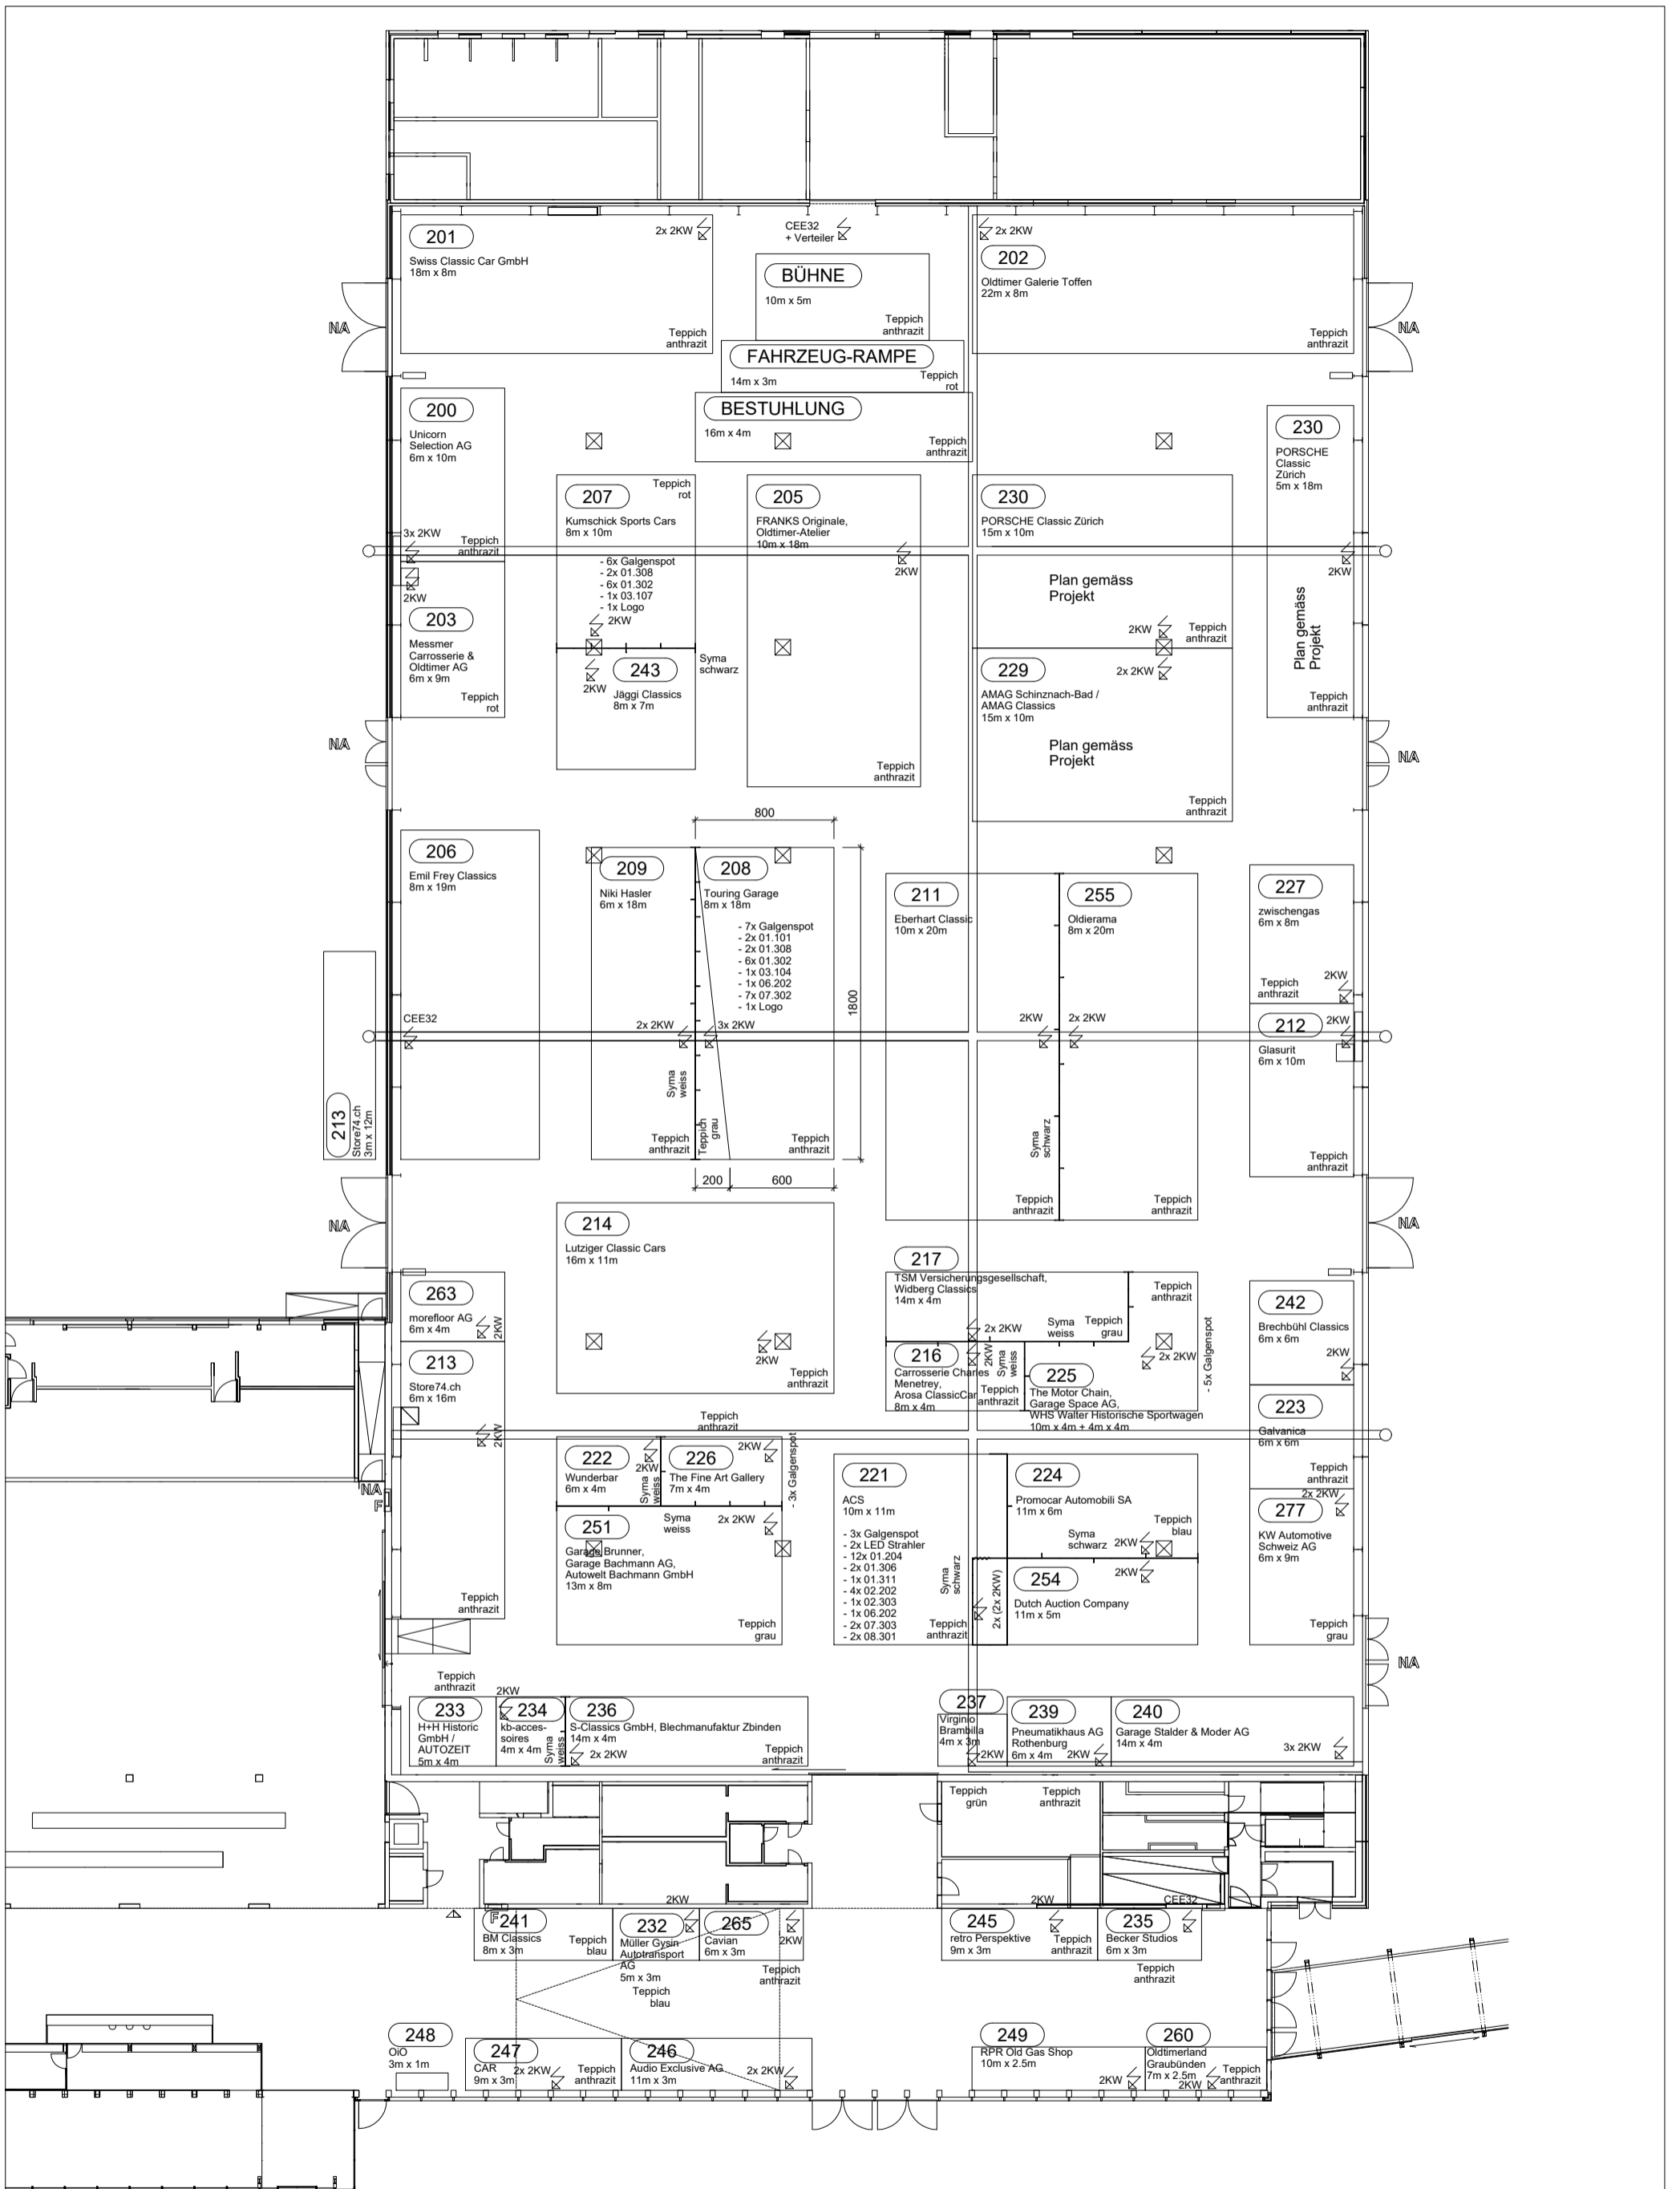 201
Swiss Classic Car GmbH
18m x 8m
2x 2KW
Teppich
anthrazit
CEE32
+ Verteiler
BÜHNE
10m x 5m
Teppich
anthrazit
2x 2KW
202
Oldtimer Galerie Toffen
22m x 8m
Teppich
anthrazit
NA
NA
FAHRZEUG-RAMPE
14m x 3m
Teppich
rot
BESTUHLUNG
16m x 4m
Teppich
anthrazit
200
Unicorn
Selection AG
6m x 10m
3x 2KW
Teppich
anthrazit
2KW
203
Messmer
Carrosserie &
Oldtimer AG
6m x 9m
Teppich
rot
207
Teppich
rot
Kumschick Sports Cars
8m x 10m
- 6x Galgenspot
- 2x 01.308
- 6x 01.302
- 1x 03.107
- 1x Logo
2KW
243
2KW
Jäggi Classics
8m x 7m
Syma
schwarz
205
FRANKS Originale,
Oldtimer-Atelier
10m x 18m
2KW
Teppich
anthrazit
230
PORSCHE Classic Zürich
15m x 10m
Plan gemäss
Projekt
2KW
Teppich
anthrazit
229
2x 2KW
AMAG Schinznach-Bad /
AMAG Classics
15m x 10m
Plan gemäss
Projekt
Teppich
anthrazit
230
PORSCHE
Classic
Zürich
5m x 18m
2KW
Plan gemäss
Projekt
Teppich
anthrazit
NA
NA
206
Emil Frey Classics
8m x 19m
CEE32
213
Store74.ch
3m x 12m
800
209
Niki Hasler
6m x 18m
2x 2KW
Syma
weiss
Teppich
anthrazit
208
Touring Garage
8m x 18m
- 7x Galgenspot
- 2x 01.101
- 2x 01.308
- 6x 01.302
- 1x 03.104
- 1x 06.202
- 7x 07.302
- 1x Logo
3x 2KW
Teppich
grau
Teppich
anthrazit
1800
200
600
211
Eberhart Classic
10m x 20m
2KW
Syma
schwarz
Teppich
anthrazit
255
Oldierama
8m x 20m
2x 2KW
Teppich
anthrazit
227
zwischengas
6m x 8m
2KW
Teppich
anthrazit
212
2KW
Glasurit
6m x 10m
Teppich
anthrazit
NA
NA
214
Lutziger Classic Cars
16m x 11m
2KW
Teppich
anthrazit
263
morefloor AG
6m x 4m
2KW
213
Store74.ch
6m x 16m
2KW
Teppich
anthrazit
217
TSM Versicherungsgesellschaft,
Widberg Classics
14m x 4m
2x 2KW
Syma
weiss
Teppich
grau
Teppich
anthrazit
- 5x Galgenspot
216
Carrosserie Charles
Menetrey,
Arosa ClassicCar
8m x 4m
2KW
Syma
weiss
Teppich
anthrazit
225
2x 2KW
The Motor Chain,
Garage Space AG,
WHS Walter Historische Sportwagen
10m x 4m + 4m x 4m
242
Brechbühl Classics
6m x 6m
2KW
223
Galvanica
6m x 6m
Teppich
anthrazit
2x 2KW
277
KW Automotive
Schweiz AG
6m x 9m
Teppich
grau
NA
F
Teppich
anthrazit
222
Wunderbar
6m x 4m
2KW
Syma
weiss
226
2KW
The Fine Art Gallery
7m x 4m
- 3x Galgenspot
251
Syma
weiss
2x 2KW
Garage Brunner,
Garage Bachmann AG,
Autowelt Bachmann GmbH
13m x 8m
Teppich
grau
221
ACS
10m x 11m
- 3x Galgenspot
- 2x LED Strahler
- 12x 01.204
- 2x 01.306
- 1x 01.311
- 4x 02.202
- 1x 02.303
- 1x 06.202
- 2x 07.303
- 2x 08.301
Syma
schwarz
Teppich
anthrazit
2x (2x 2KW)
224
Promocar Automobili SA
11m x 6m
Teppich
blau
Syma
schwarz
2KW
254
2KW
Dutch Auction Company
11m x 5m
NA
Teppich
anthrazit
233
H+H Historic
GmbH /
AUTOZEIT
5m x 4m
2KW
234
kb-acces-
soires
4m x 4m
Syma
weiss
236
S-Classics GmbH, Blechmanufaktur Zbinden
14m x 4m
2x 2KW
Teppich
anthrazit
237
Virginio
Brambilla
4m x 3m
2KW
239
Pneumatikhaus AG
Rothenburg
6m x 4m
2KW
240
Garage Stalder & Moder AG
14m x 4m
3x 2KW
Teppich
grün
Teppich
anthrazit
F
241
BM Classics
8m x 3m
Teppich
blau
2KW
232
Müller Gysin
Autotransport
AG
5m x 3m
Teppich
blau
265
Cavian
6m x 3m
2KW
Teppich
anthrazit
2KW
245
retro Perspektive
9m x 3m
Teppich
anthrazit
CEE32
235
Becker Studios
6m x 3m
Teppich
anthrazit
248
OiO
3m x 1m
247
CAR
9m x 3m
2x 2KW
Teppich
anthrazit
246
Audio Exclusive AG
11m x 3m
2x 2KW
249
RPR Old Gas Shop
10m x 2.5m
2KW
260
Oldtimerland
Graubünden
7m x 2.5m
2KW
Teppich
anthrazit